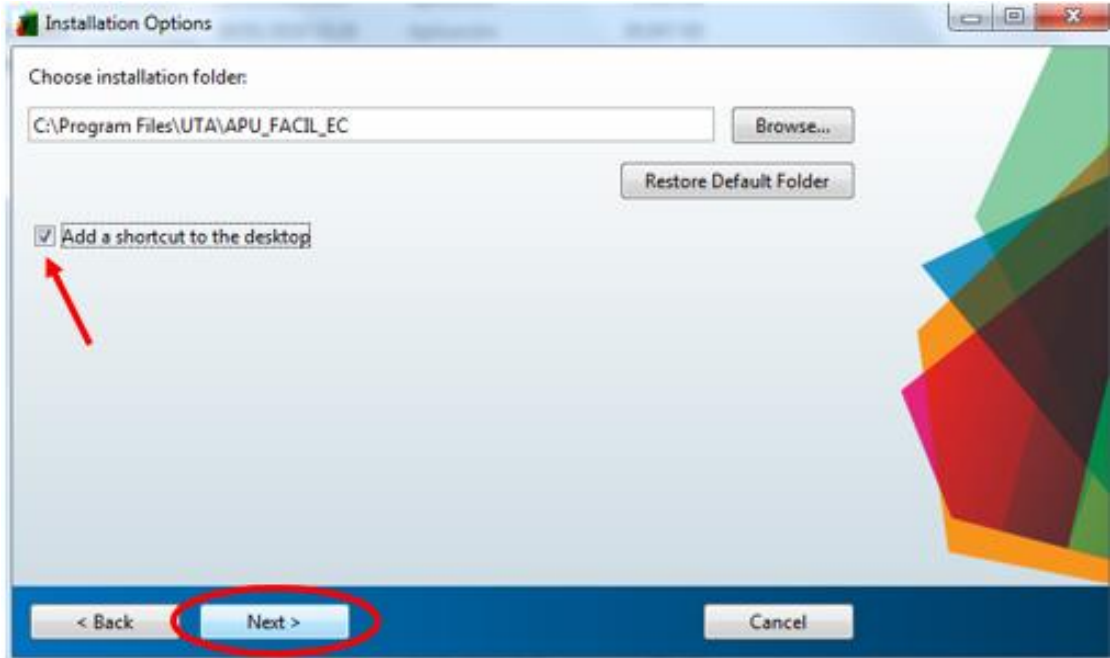 Installation Options
Choose installation folder:
C:\Program Files\UTA\APU_FACIL_EC
Browse...
Restore Default Folder
Add a shortcut to the desktop
< Back
Next >
Cancel